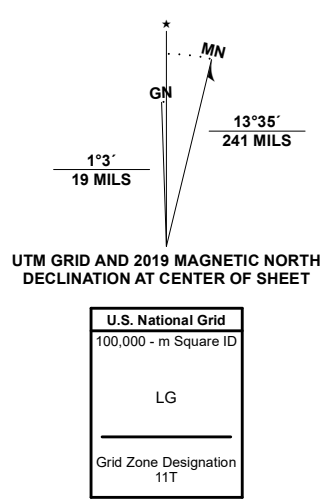 ★
MN
GN
13°35´
241 MILS
1°3´
19 MILS
UTM GRID AND 2019 MAGNETIC NORTH
DECLINATION AT CENTER OF SHEET
U.S. National Grid
100,000 - m Square ID
LG
Grid Zone Designation
11T